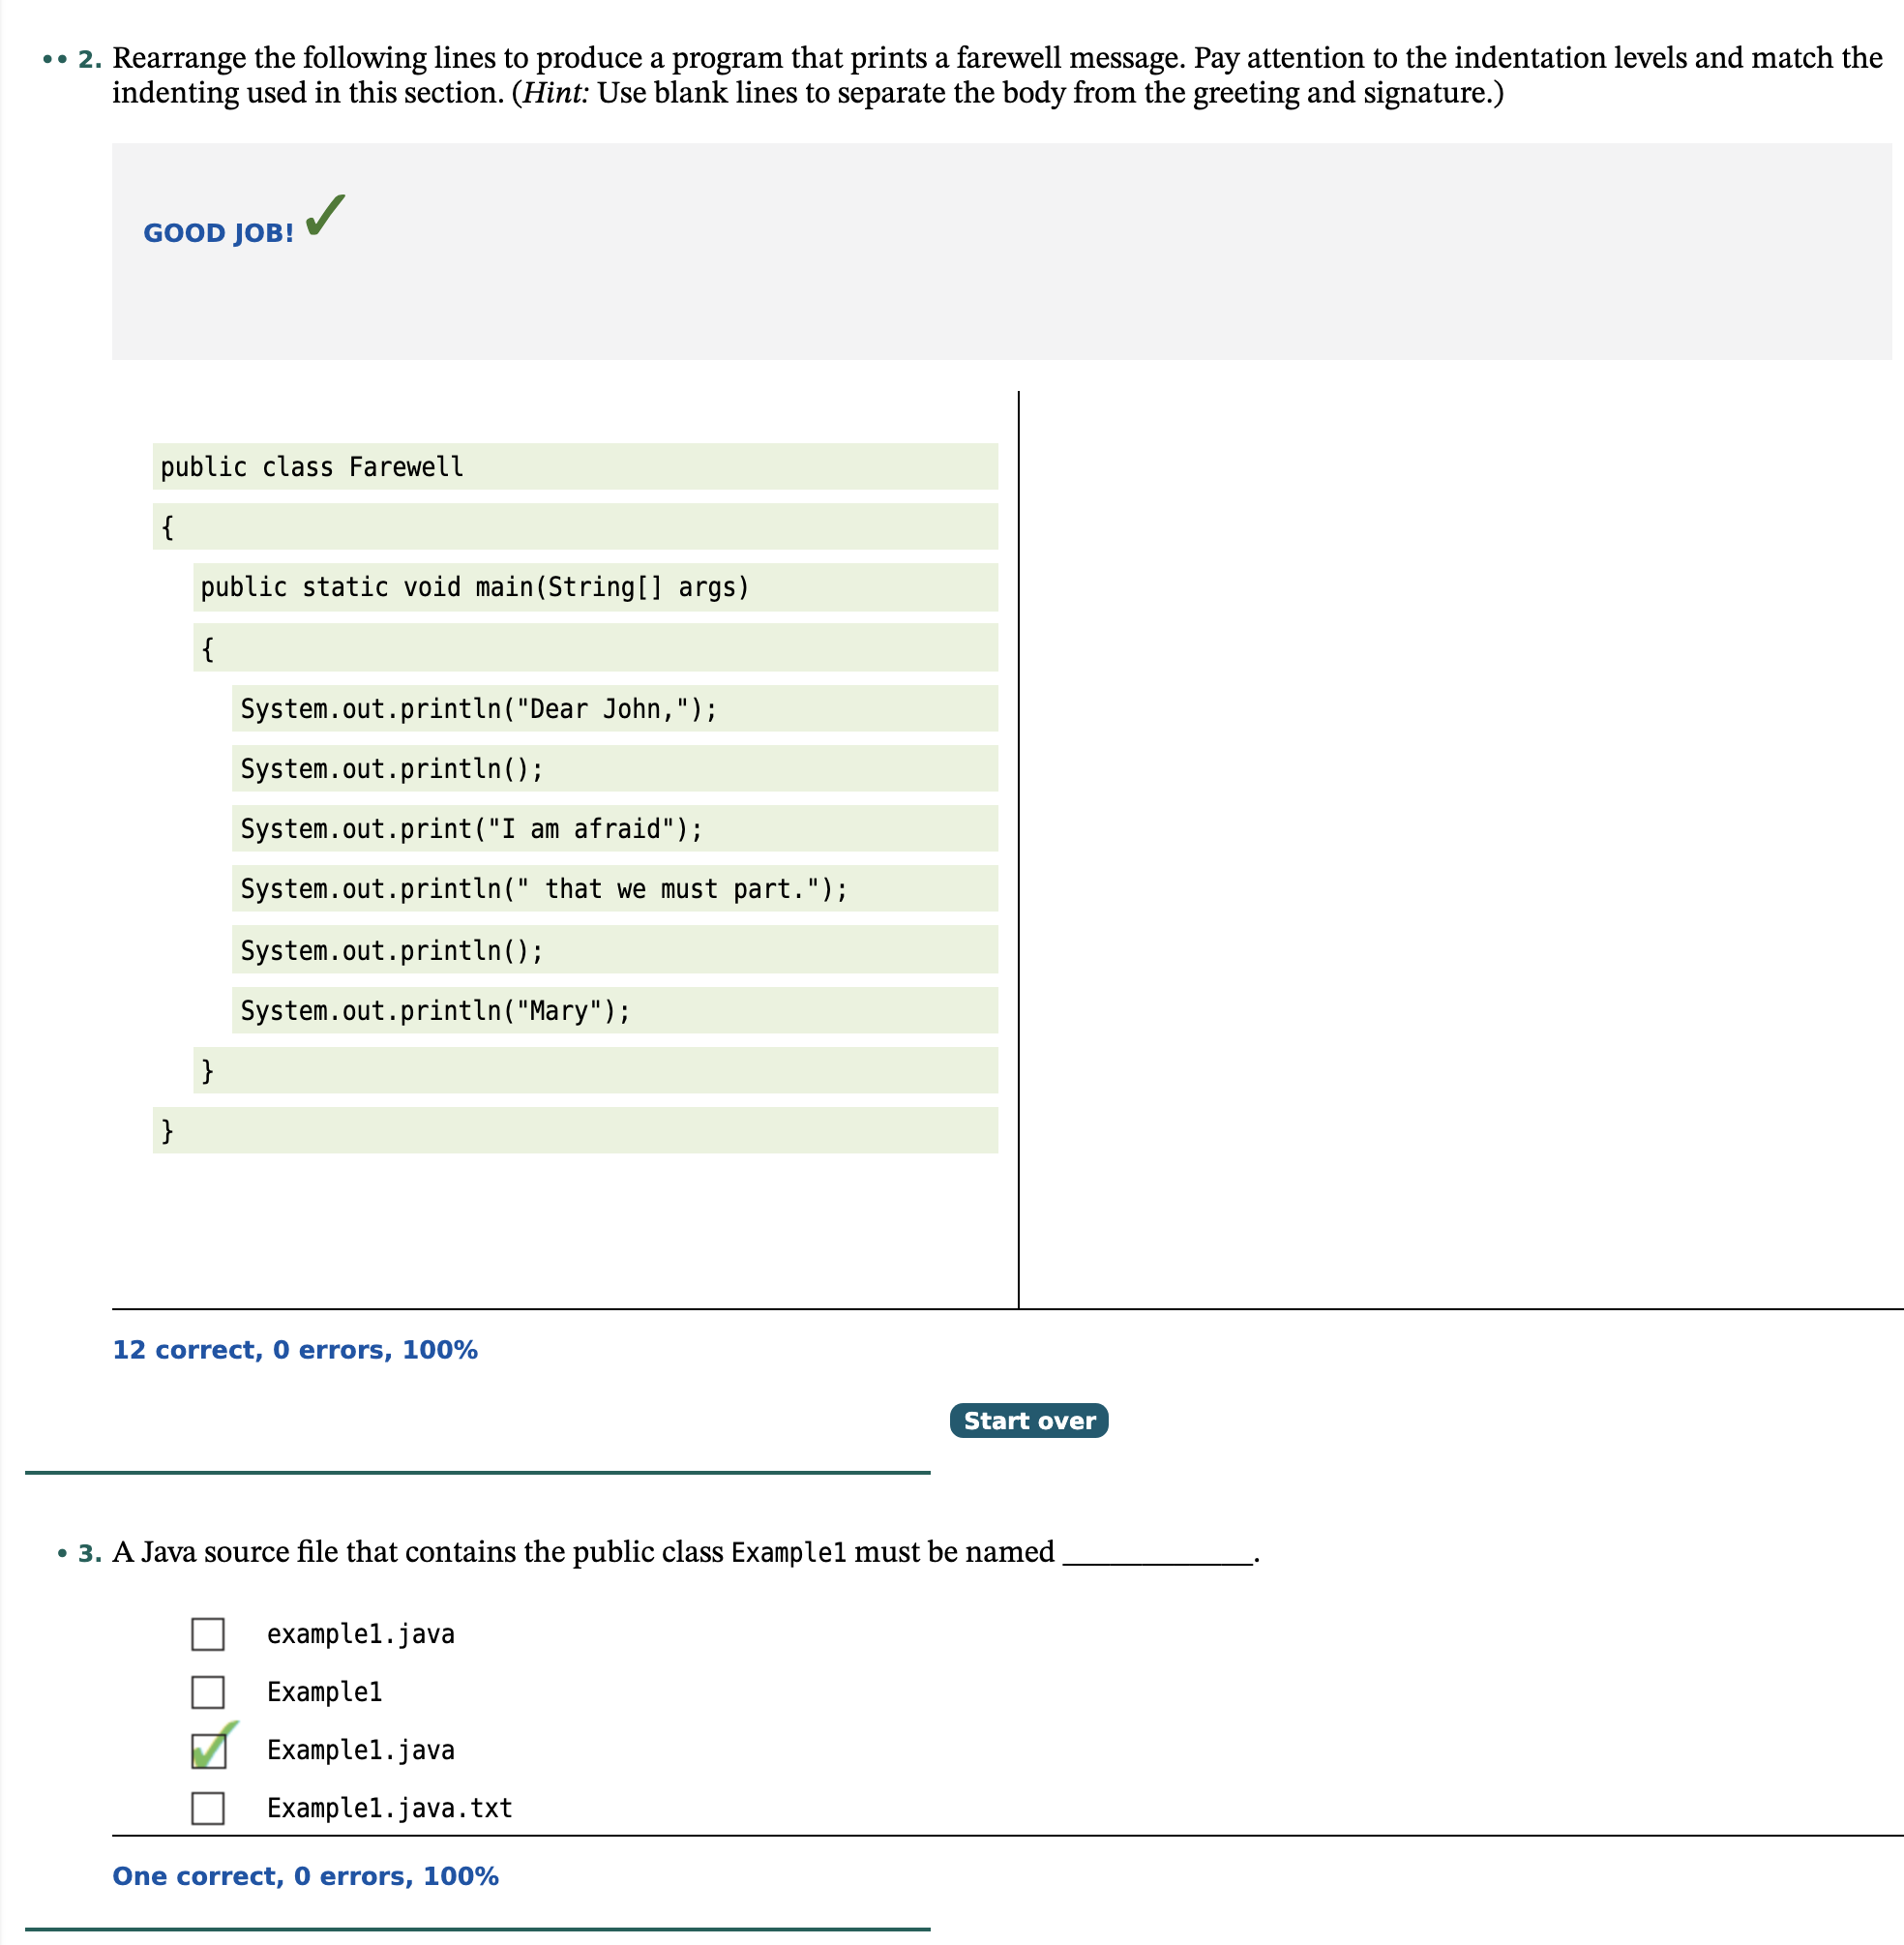 •• 2. Rearrange the following lines to produce a program that prints a farewell message. Pay attention to the indentation levels and match the
indenting used in this section. (Hint: Use blank lines to separate the body from the greeting and signature.)
GOOD JOB!
public class Farewell
{
public static void main(String[] args)
{
System.out.println("Dear John,");
System.out.println();
System.out.print("I am afraid");
System.out.println(" that we must part.");
System.out.println();
System.out.println("Mary");
}
}
12 correct, 0 errors, 100%
Start over
• 3. A Java source file that contains the public class Example1 must be named ____________.
example1.java
Example1
Example1.java
Example1.java.txt
One correct, 0 errors, 100%